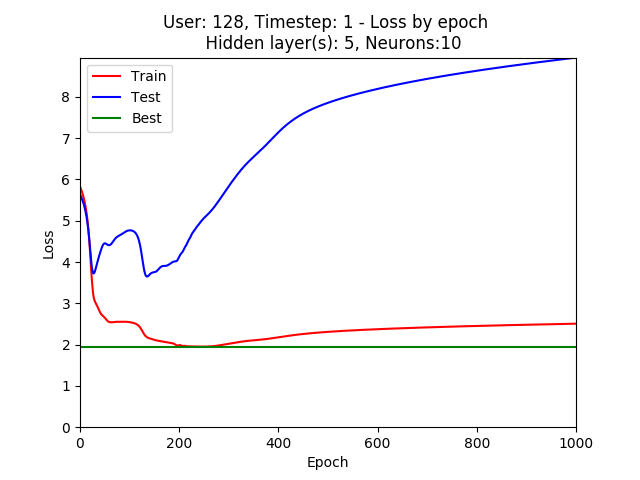 User: 128, Timestep: 1 - Loss by epoch
Hidden layer(s): 5, Neurons:10
Train
Test
Best
8
7
6
5
4
3
2
1
0
Loss
0 200 400 600 800 1000
Epoch